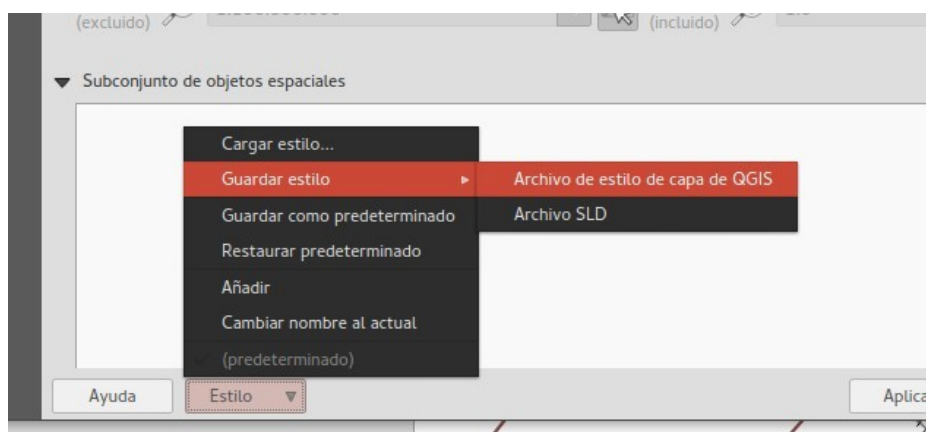 (excluido)
(incluido)
Subconjunto de objetos espaciales
Cargar estilo...
Guardar estilo
Archivo de estilo de capa de QGIS
Guardar como predeterminado
Archivo SLD
Restaurar predeterminado
Añadir
Cambiar nombre al actual
(predeterminado)
Ayuda
Estilo
Aplica